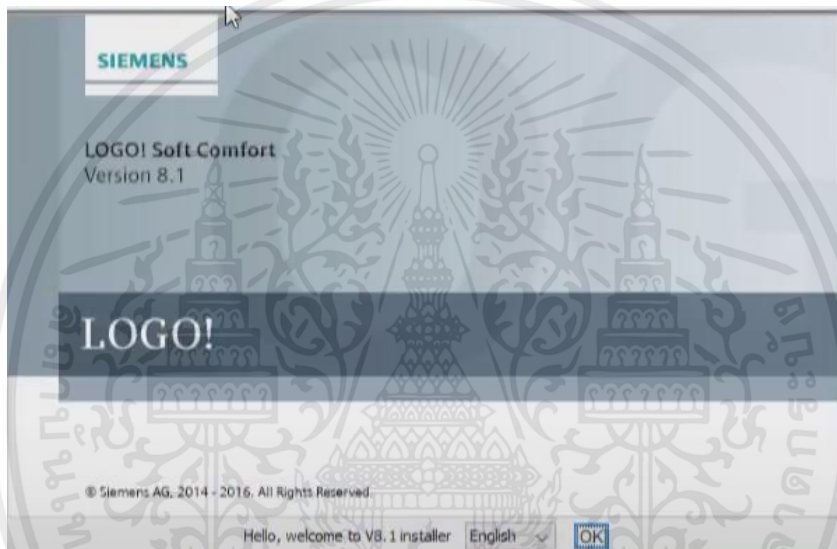 SIEMENS
LOGO! Soft Comfort
Version 8.1
LOGO!
© Siemens AG, 2014 - 2016. All Rights Reserved.
Hello, welcome to V8.1 installer English OK